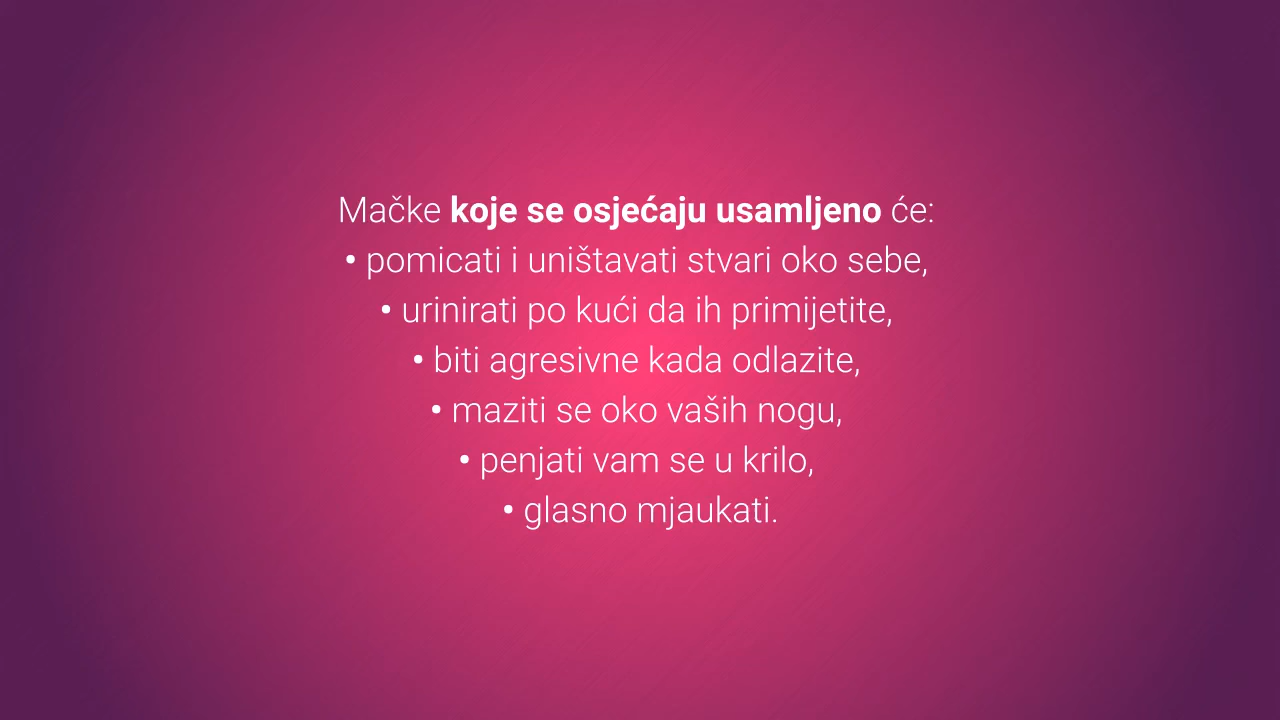 Mačke koje se osjećaju usamljeno će:
• pomicati i uništavati stvari oko sebe,
• urinirati po kući da ih primijetite,
• biti agresivne kada odlazite,
• maziti se oko vaših nogu,
• penjati vam se u krilo,
• glasno mjaukati.